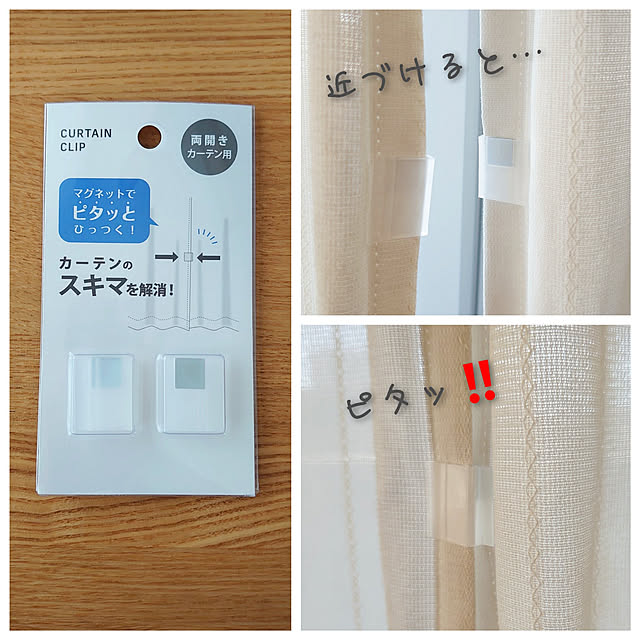 CURTAIN
CLIP
両開き
カーテン用
マグネットで
ピタッと
ひっつく!
カーテンの
スキマを解消!
近づけると…
ピタッ!!